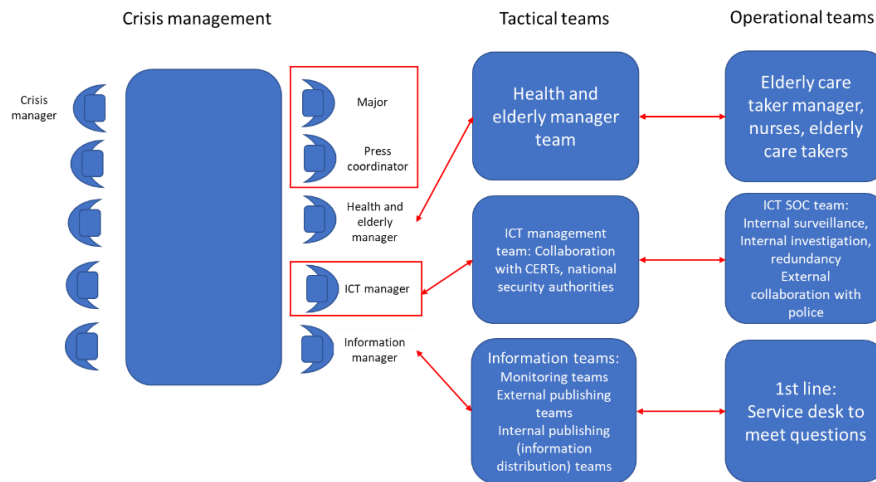 Crisis management
Tactical teams
Operational teams
Crisis
manager
Major
Press
coordinator
Health and
elderly
manager
ICT manager
Information
manager
Health and
elderly manager
team
Elderly care
taker manager,
nurses, elderly
care takers
ICT management
team: Collaboration
with CERTs, national
security authorities
ICT SOC team:
Internal surveillance,
Internal investigation,
redundancy
External
collaboration with
police
Information teams:
Monitoring teams
External publishing
teams
Internal publishing
(information
distribution) teams
1st line:
Service desk to
meet questions